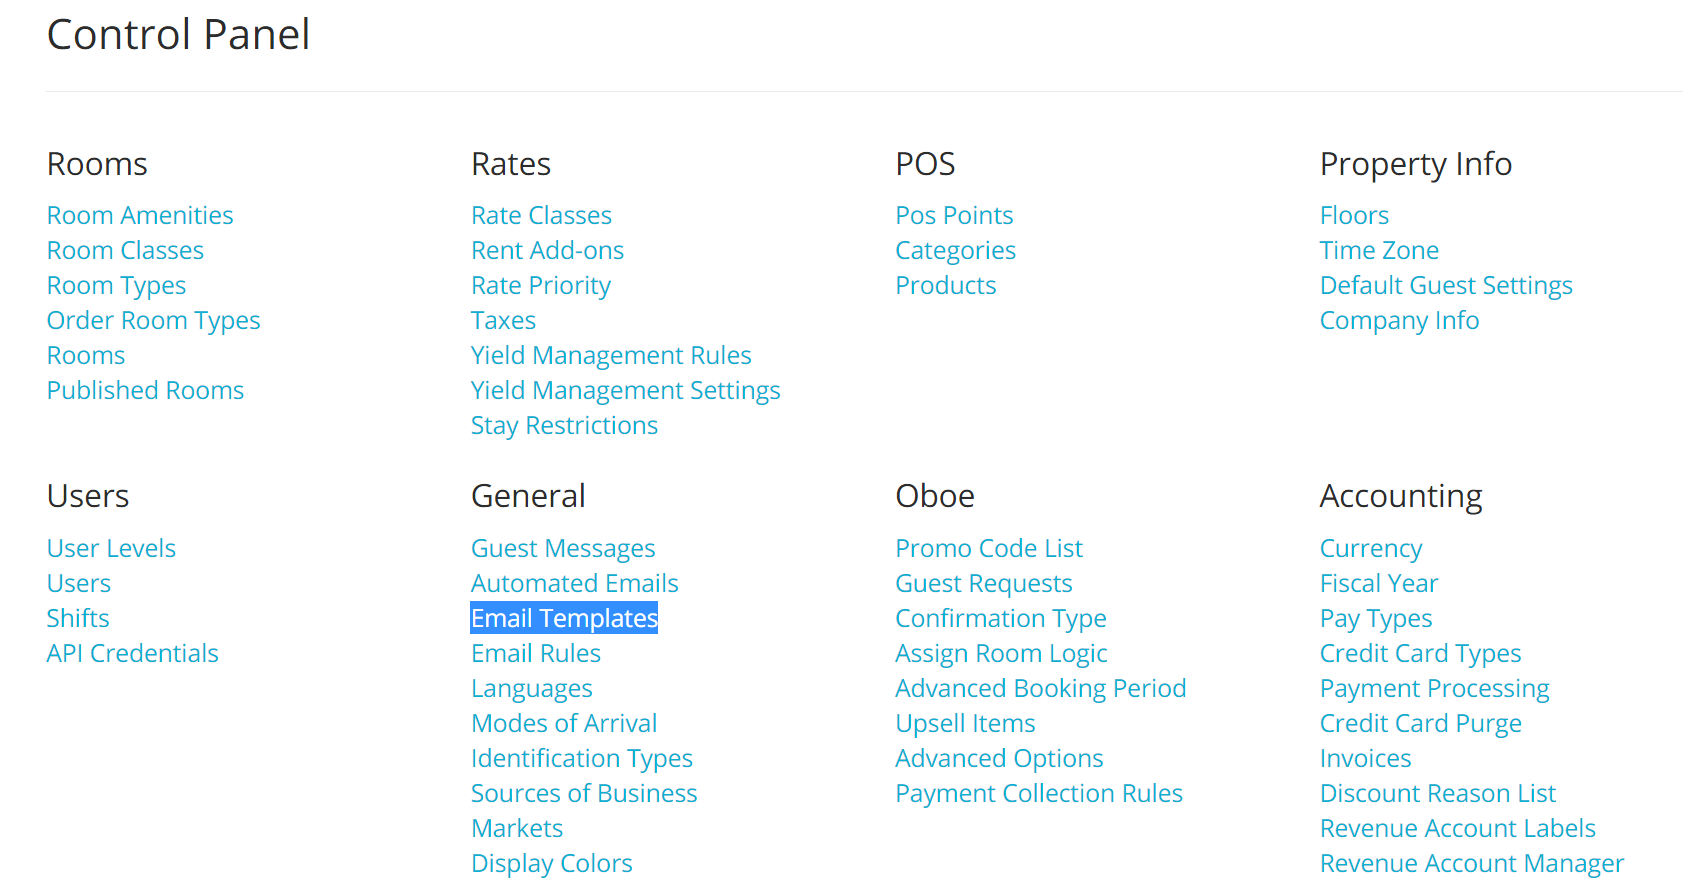 Control Panel
Rooms
Room Amenities
Room Classes
Room Types
Order Room Types
Rooms
Published Rooms
Rates
Rate Classes
Rent Add-ons
Rate Priority
Taxes
Yield Management Rules
Yield Management Settings
Stay Restrictions
POS
Pos Points
Categories
Products
Property Info
Floors
Time Zone
Default Guest Settings
Company Info
Users
User Levels
Users
Shifts
API Credentials
General
Guest Messages
Automated Emails
Email Templates
Email Rules
Languages
Modes of Arrival
Identification Types
Sources of Business
Markets
Display Colors
Oboe
Promo Code List
Guest Requests
Confirmation Type
Assign Room Logic
Advanced Booking Period
Upsell Items
Advanced Options
Payment Collection Rules
Accounting
Currency
Fiscal Year
Pay Types
Credit Card Types
Payment Processing
Credit Card Purge
Invoices
Discount Reason List
Revenue Account Labels
Revenue Account Manager